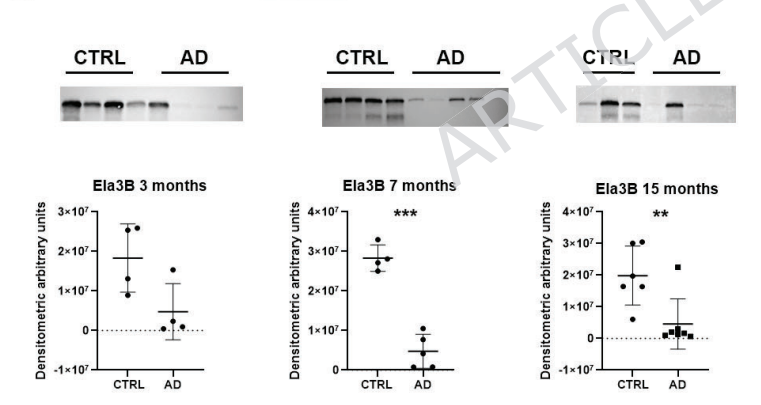 CTRL AD
CTRL AD
CTRL AD
ARTICLE
Ela3B 3 months
Densitometric arbitrary units
3×10⁷
2×10⁷
1×10⁷
0
-1×10⁷
CTRL AD
Ela3B 7 months
***
Densitometric arbitrary units
4×10⁷
3×10⁷
2×10⁷
1×10⁷
0
CTRL AD
Ela3B 15 months
**
Densitometric arbitrary units
4×10⁷
3×10⁷
2×10⁷
1×10⁷
0
-1×10⁷
CTRL AD